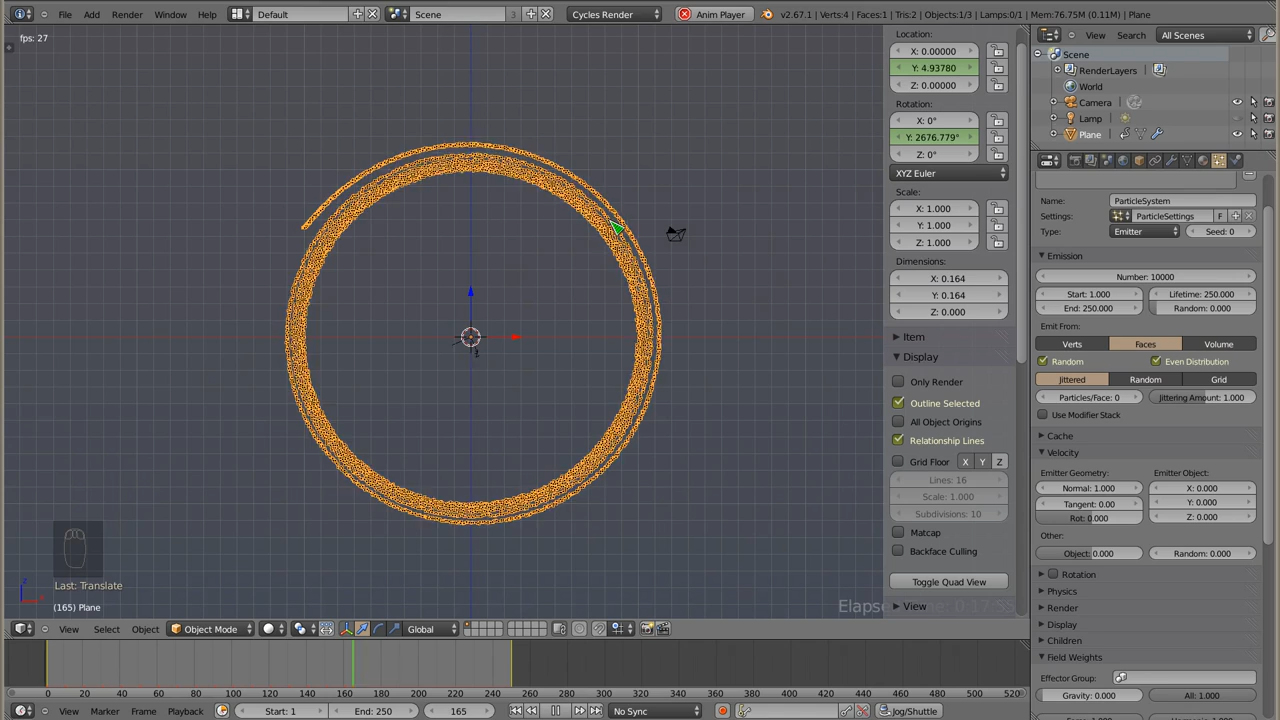 File Add Render Window Help Default Scene 3 Cycles Render Anim Player v2.67.1 | Verts:4 | Faces:1 | Tris:2 | Objects:1/3 | Lamps:0/1 | Mem:76.75M (0.11M) | Plane
fps: 27
Location:
X: 0.00000
Y: 4.93780
Z: 0.00000
Rotation:
X: 0°
Y: 2676.779°
Z: 0°
XYZ Euler
Scale:
X: 1.000
Y: 1.000
Z: 1.000
Dimensions:
X: 0.164
Y: 0.164
Z: 0.000
Item
Display
Only Render
Outline Selected
All Object Origins
Relationship Lines
Grid Floor X Y Z
Lines: 16
Scale: 1.000
Subdivisions: 10
Matcap
Backface Culling
Toggle Quad View
View
View Search All Scenes
Scene
RenderLayers
World
Camera
Lamp
Plane
Name: ParticleSystem
Settings: ParticleSettings F
Type: Emitter Seed: 0
Emission
Number: 10000
Start: 1.000 Lifetime: 250.000
End: 250.000 Random: 0.000
Emit From:
Verts Faces Volume
Random Even Distribution
Jittered Random Grid
Particles/Face: 0 Jittering Amount: 1.000
Use Modifier Stack
Cache
Velocity
Emitter Geometry: Emitter Object:
Normal: 1.000 X: 0.000
Tangent: 0.00 Y: 0.000
Rot: 0.000 Z: 0.000
Other:
Object: 0.000 Random: 0.000
Rotation
Physics
Render
Display
Children
Field Weights
Effector Group:
Gravity: 0.000 All: 1.000
Last: Translate
(165) Plane
View Select Object Object Mode Global
0 20 40 60 80 100 120 140 160 180 200 220 240 260 280 300 320 340 360 380 400 420 440 460 480 500 520
View Marker Frame Playback Start: 1 End: 250 165 No Sync Jog/Shuttle